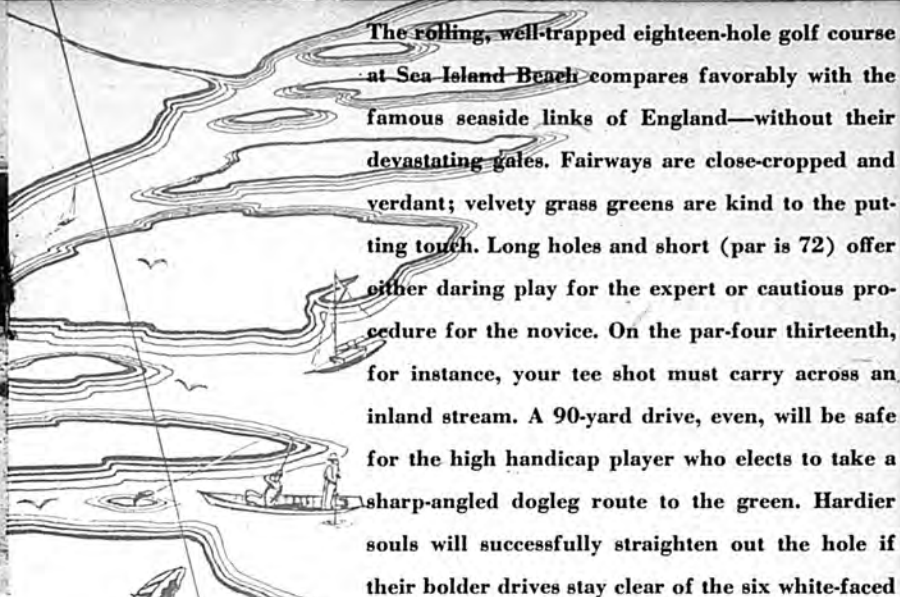 The rolling, well-trapped eighteen-hole golf course
at Sea Island Beach compares favorably with the
famous seaside links of England—without their
devastating gales. Fairways are close-cropped and
verdant; velvety grass greens are kind to the put-
ting touch. Long holes and short (par is 72) offer
either daring play for the expert or cautious pro-
cedure for the novice. On the par-four thirteenth,
for instance, your tee shot must carry across an
inland stream. A 90-yard drive, even, will be safe
for the high handicap player who elects to take a
sharp-angled dogleg route to the green. Hardier
souls will successfully straighten out the hole if
their bolder drives stay clear of the six white-faced